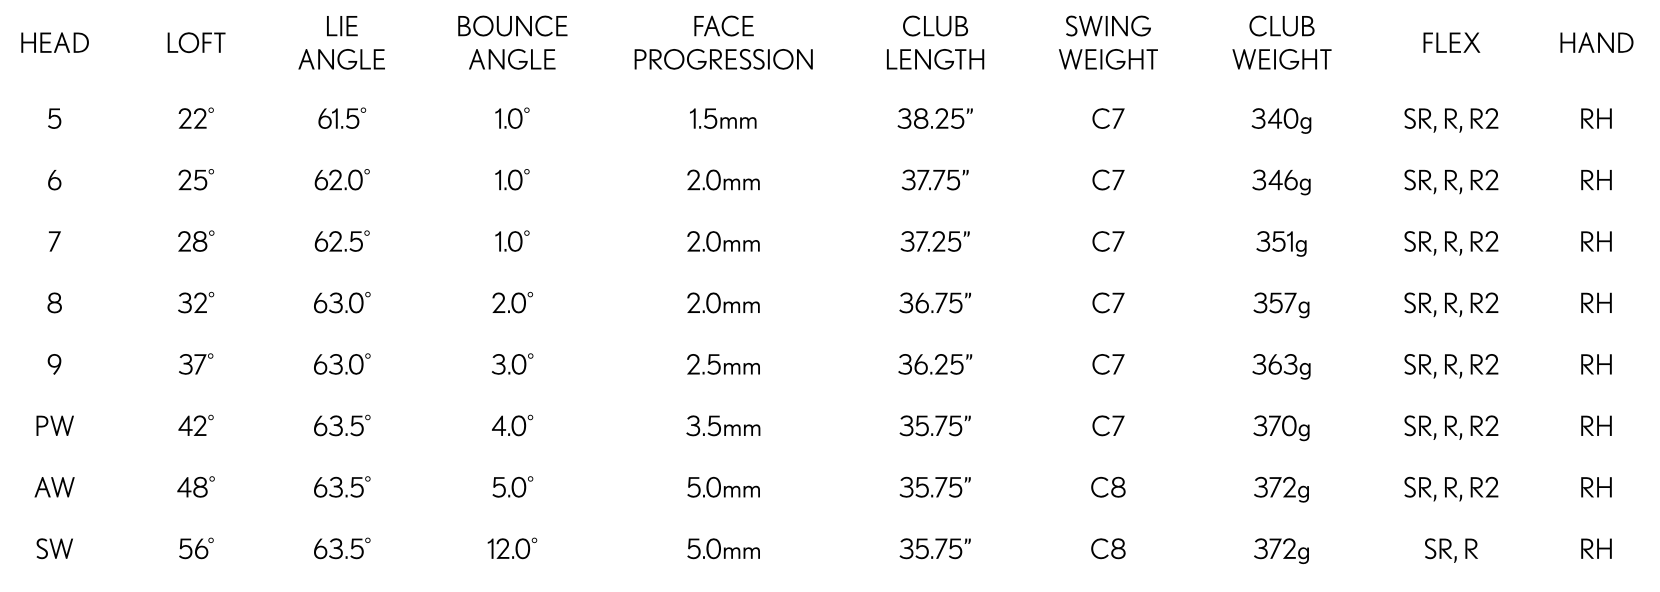 HEAD LOFT LIE ANGLE BOUNCE ANGLE FACE PROGRESSION CLUB LENGTH SWING WEIGHT CLUB WEIGHT FLEX HAND
5 22° 61.5° 1.0° 1.5mm 38.25” C7 340g SR, R, R2 RH
6 25° 62.0° 1.0° 2.0mm 37.75” C7 346g SR, R, R2 RH
7 28° 62.5° 1.0° 2.0mm 37.25” C7 351g SR, R, R2 RH
8 32° 63.0° 2.0° 2.0mm 36.75” C7 357g SR, R, R2 RH
9 37° 63.0° 3.0° 2.5mm 36.25” C7 363g SR, R, R2 RH
PW 42° 63.5° 4.0° 3.5mm 35.75” C7 370g SR, R, R2 RH
AW 48° 63.5° 5.0° 5.0mm 35.75” C8 372g SR, R, R2 RH
SW 56° 63.5° 12.0° 5.0mm 35.75” C8 372g SR, R RH